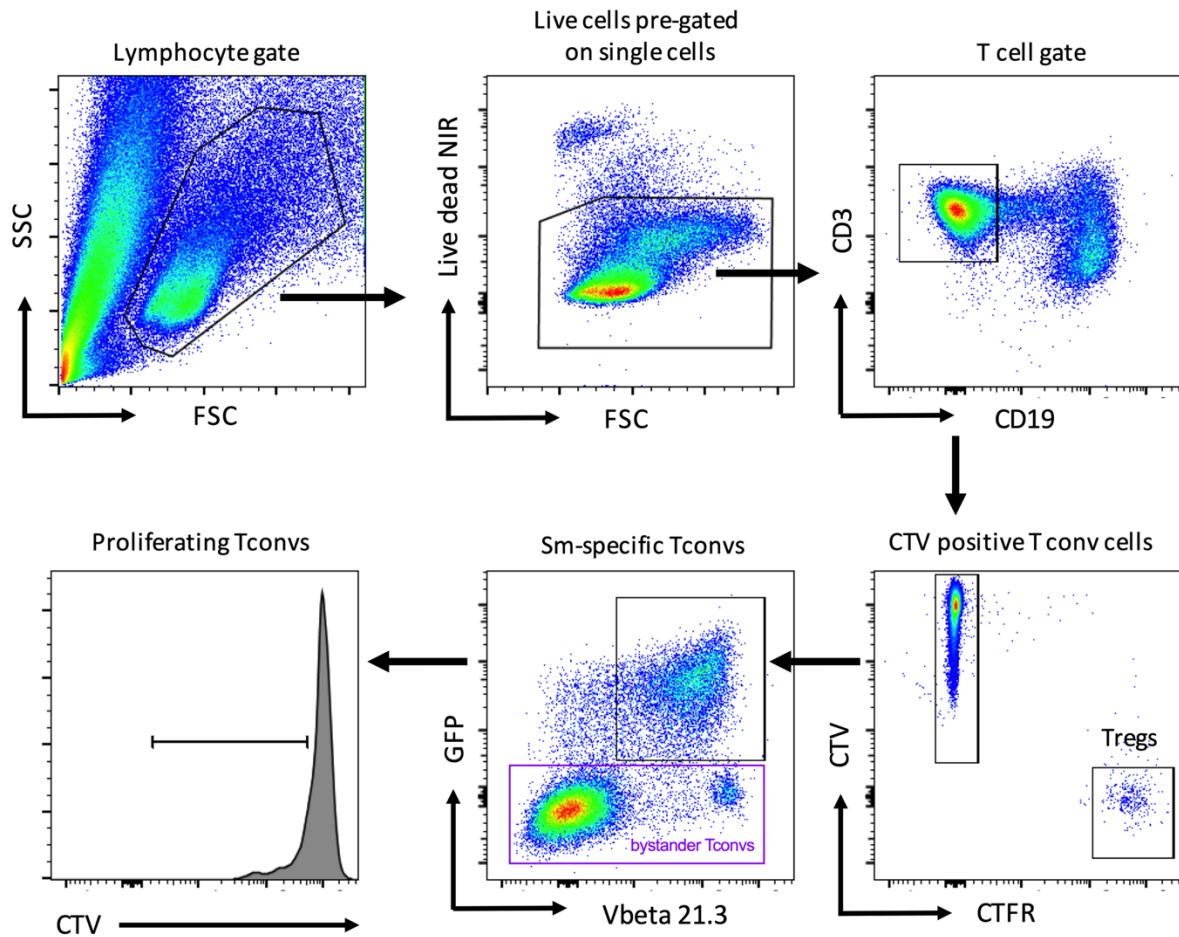 Lymphocyte gate
SSC
FSC
Live cells pre-gated
on single cells
Live dead NIR
FSC
T cell gate
CD3
CD19
Proliferating Tconvs
CTV
Sm-specific Tconvs
GFP
bystander Tconvs
Vbeta 21.3
CTV positive T conv cells
CTV
Tregs
CTFR